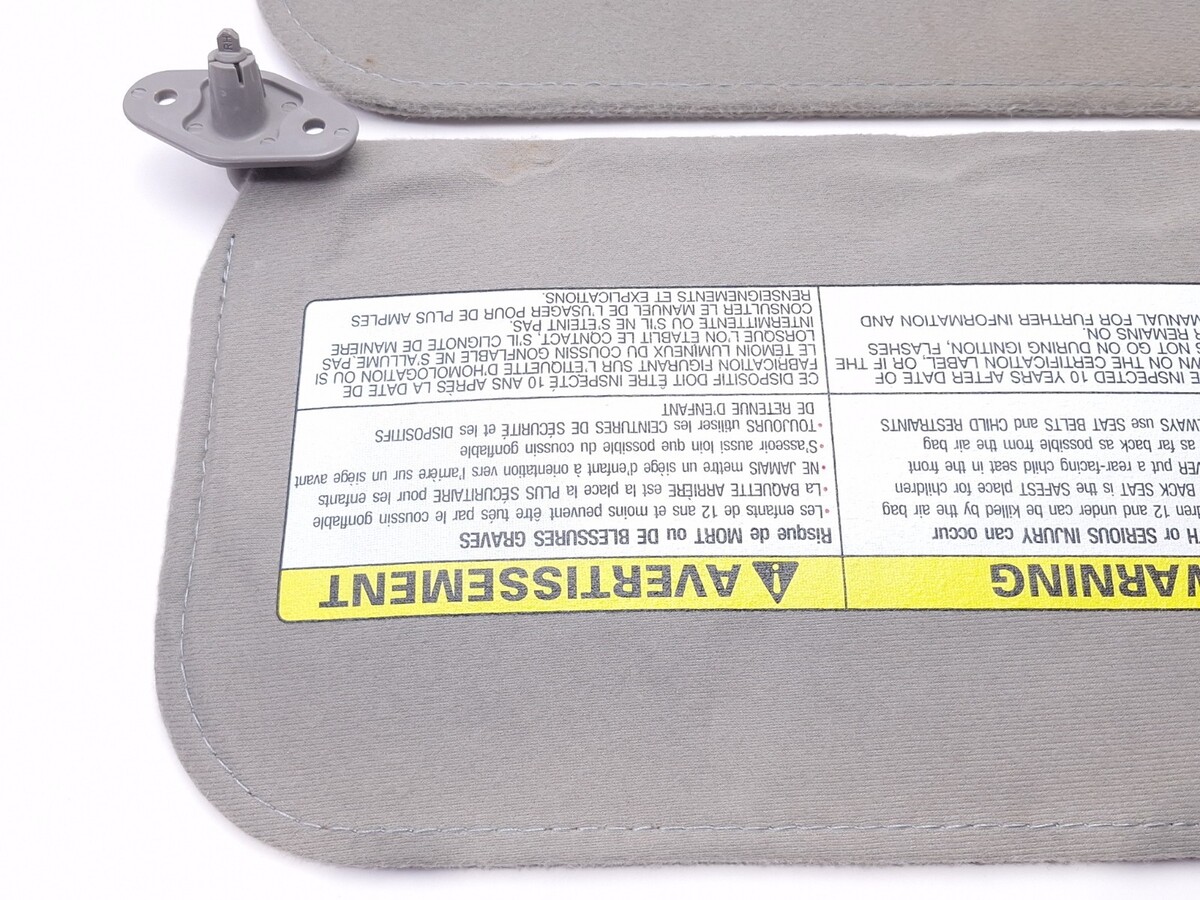 RH
WARNING
H or SERIOUS INJURY can occur
dren 12 and under can be killed by the air bag
BACK SEAT is the SAFEST place for children
VER put a rear-facing child seat in the front
as far back as possible from the air bag
WAYS use SEAT BELTS and CHILD RESTRAINTS
E INSPECTED 10 YEARS AFTER DATE OF
WN ON THE CERTIFICATION LABEL, OR IF THE
S NOT GO ON DURING IGNITION, FLASHES
R REMAINS ON.
MANUAL FOR FURTHER INFORMATION AND
⚠ AVERTISSEMENT
Risque de MORT ou DE BLESSURES GRAVES
•Les enfants de 12 ans et moins peuvent être tués par le coussin gonflable
•La BAQUETTE ARRIÈRE est la place la PLUS SÉCURITAIRE pour les enfants
•NE JAMAIS mettre un siège d'enfant à orientation vers l'arrière sur un siège avant
•S'asseoir aussi loin que possible du coussin gonflable
•TOUJOURS utiliser les CEINTURES DE SÉCURITÉ et les DISPOSITIFS
DE RETENUE D'ENFANT
CE DISPOSITIF DOIT ÊTRE INSPECTÉ 10 ANS APRÈS LA DATE DE
FABRICATION FIGURANT SUR L'ÉTIQUETTE D'HOMOLOGATION OU SI
LE TEMOIN LUMINEUX DU COUSSIN GONFLABLE NE S'ALLUME PAS
LORSQUE L'ON ÉTABLIT LE CONTACT, S'IL CLIGNOTE DE MANIÈRE
INTERMITTENTE OU S'IL NE S'ÉTEINT PAS.
CONSULTER LE MANUEL DE L'USAGER POUR DE PLUS AMPLES
RENSEIGNEMENTS ET EXPLICATIONS.